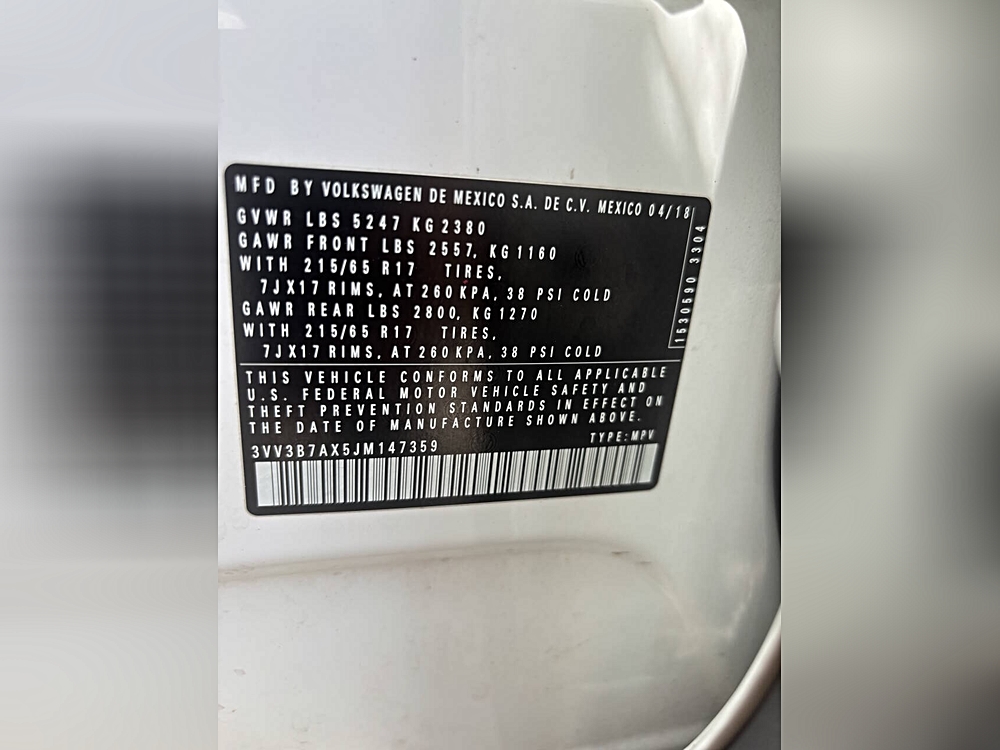 MFD BY VOLKSWAGEN DE MEXICO S.A. DE C.V. MEXICO 04/18
GVWR LBS 5247 KG 2380
GAWR FRONT LBS 2557, KG 1160
WITH 215/65 R17 TIRES,
7JX17 RIMS, AT 260 KPA, 38 PSI COLD
GAWR REAR LBS 2800, KG 1270
WITH 215/65 R17 TIRES,
7JX17 RIMS, AT 260 KPA, 38 PSI COLD
1530590 3304
THIS VEHICLE CONFORMS TO ALL APPLICABLE
U.S. FEDERAL MOTOR VEHICLE SAFETY AND
THEFT PREVENTION STANDARDS IN EFFECT ON
THE DATE OF MANUFACTURE SHOWN ABOVE.
3VV3B7AX5JM147359 TYPE: MPV